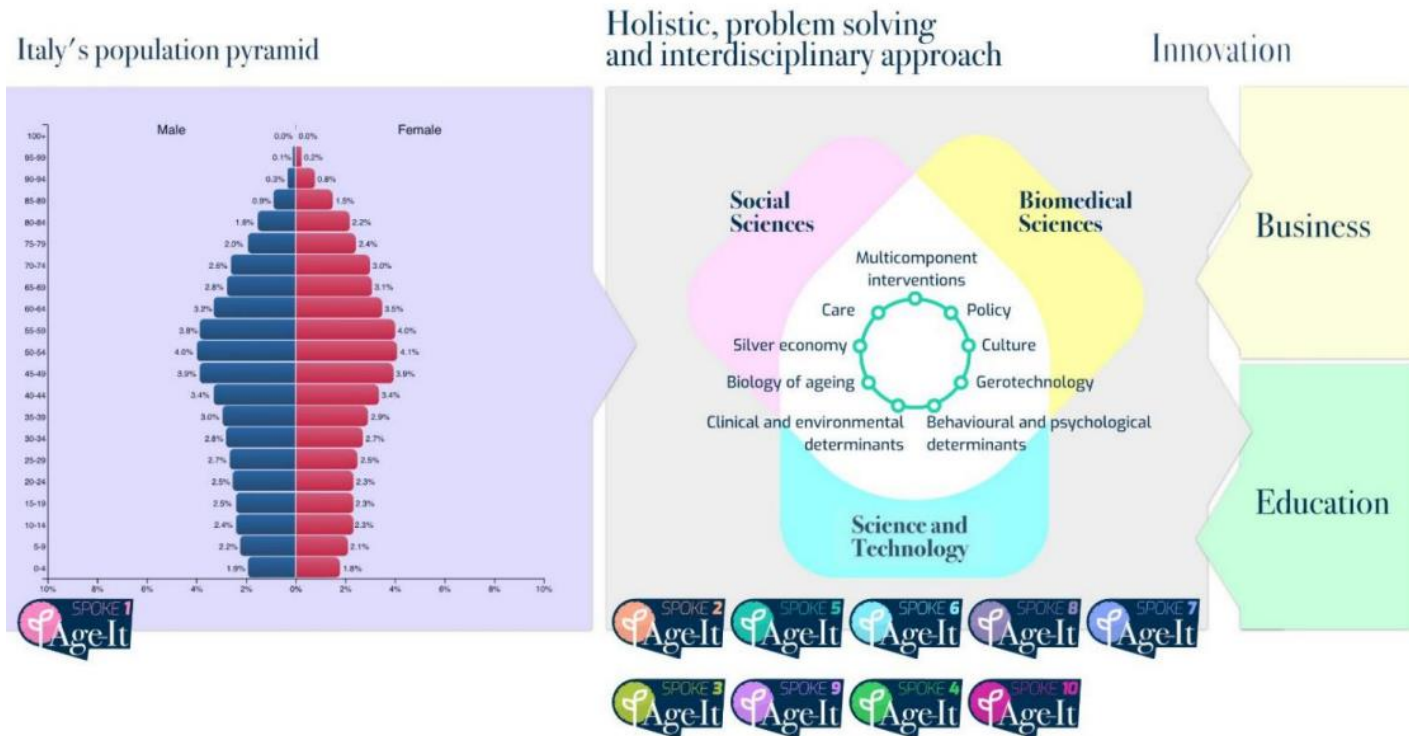 Italy's population pyramid
Holistic, problem solving
and interdisciplinary approach
Innovation
Male
Female
100+
0.0%
0.0%
95-99
0.1%
0.2%
90-94
0.3%
0.8%
85-89
0.9%
1.5%
80-84
1.6%
2.2%
75-79
2.0%
2.4%
70-74
2.6%
3.0%
65-69
2.8%
3.1%
60-64
3.3%
3.5%
55-59
3.8%
4.0%
50-54
4.0%
4.1%
45-49
3.9%
3.9%
40-44
3.4%
3.4%
35-39
3.0%
2.9%
30-34
2.8%
2.7%
25-29
2.7%
2.5%
20-24
2.5%
2.3%
15-19
2.5%
2.3%
10-14
2.4%
2.3%
5-9
2.2%
2.1%
0-4
1.9%
1.8%
10%
8%
6%
4%
2%
0%
2%
4%
6%
8%
10%
Social
Sciences
Biomedical
Sciences
Multicomponent
interventions
Care
Policy
Silver economy
Culture
Biology of ageing
Gerotechnology
Clinical and environmental
determinants
Behavioural and psychological
determinants
Science and
Technology
Business
Education
SPOKE 1
Age-It
SPOKE 2
Age-It
SPOKE 5
Age-It
SPOKE 6
Age-It
SPOKE 8
Age-It
SPOKE 7
Age-It
SPOKE 3
Age-It
SPOKE 9
Age-It
SPOKE 4
Age-It
SPOKE 10
Age-It